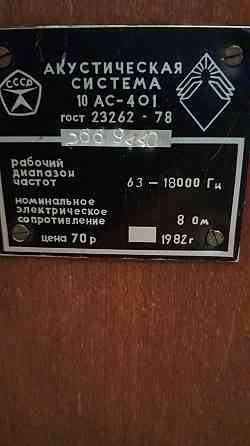 СССР
АКУСТИЧЕСКАЯ
СИСТЕМА
10 АС-401
ГОСТ 23262-78
рабочий
диапазон
частот 63-18000 Гц
номинальное
электрическое
сопротивление 8 Ом
цена 70 р 1982 г